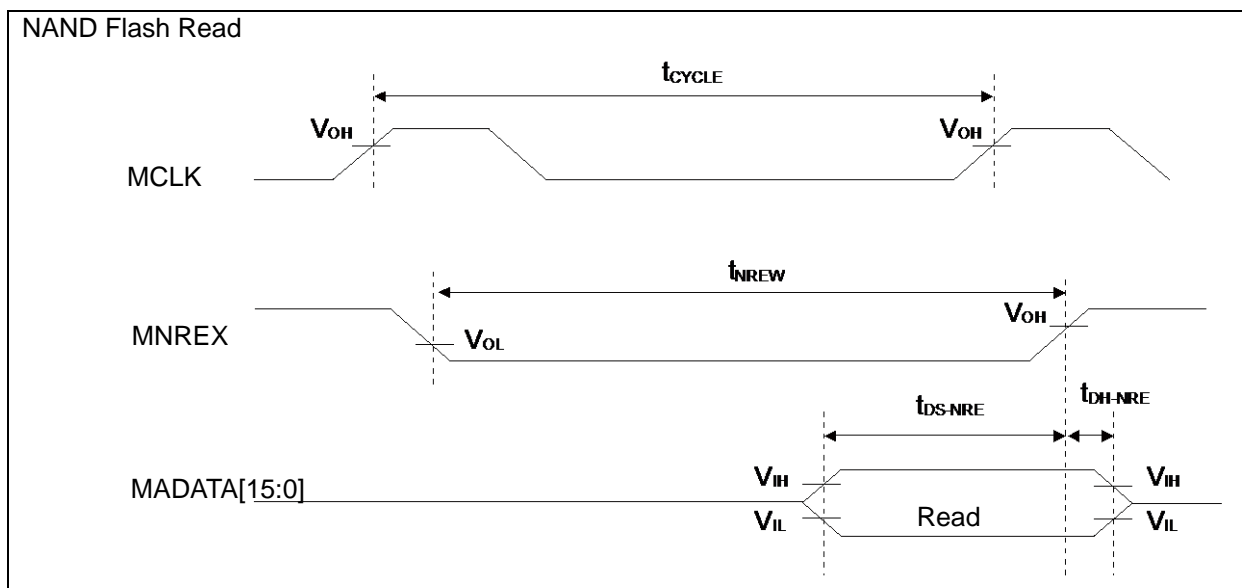 NAND Flash Read
tCYCLE
VOH VOH
MCLK
tNREW
VOH
MNREX VOL
tDS-NRE tDH-NRE
VIH VIH
MADATA[15:0]
VIL Read VIL